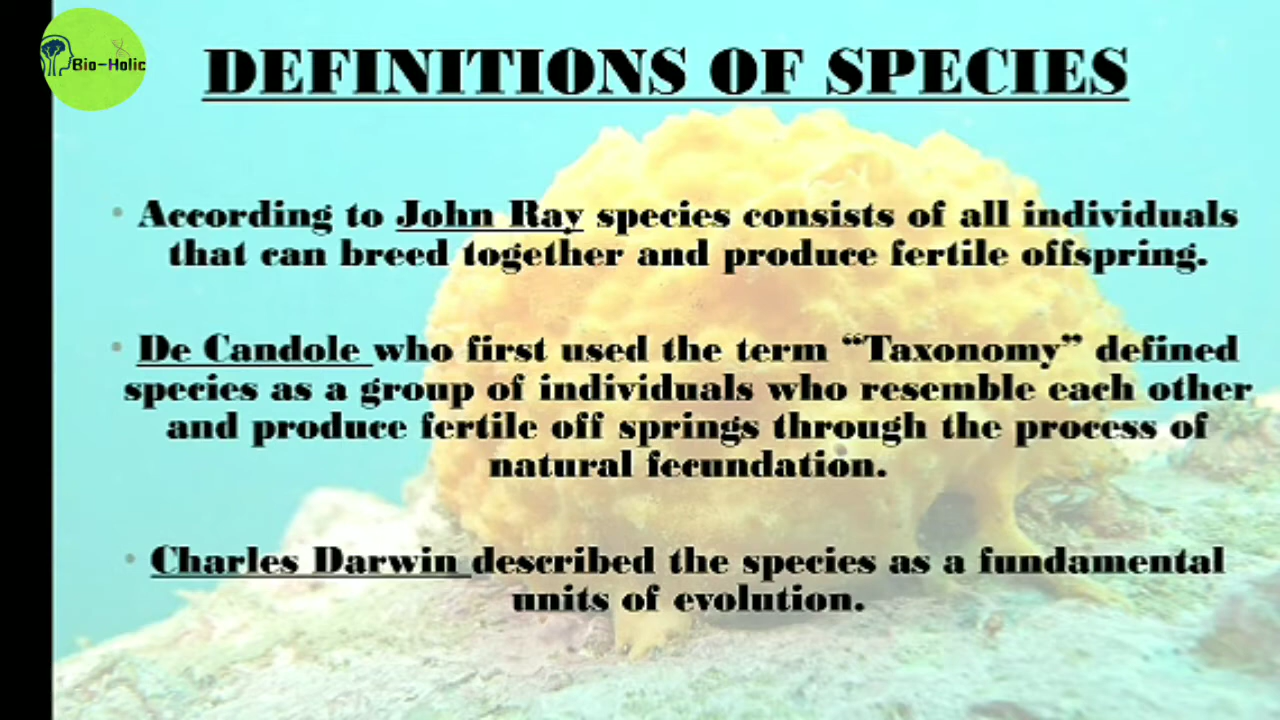 Bio-Holic
DEFINITIONS OF SPECIES
• According to John Ray species consists of all individuals
that can breed together and produce fertile offspring.
• De Candole who first used the term “Taxonomy” defined
species as a group of individuals who resemble each other
and produce fertile off springs through the process of
natural fecundation.
• Charles Darwin described the species as a fundamental
units of evolution.